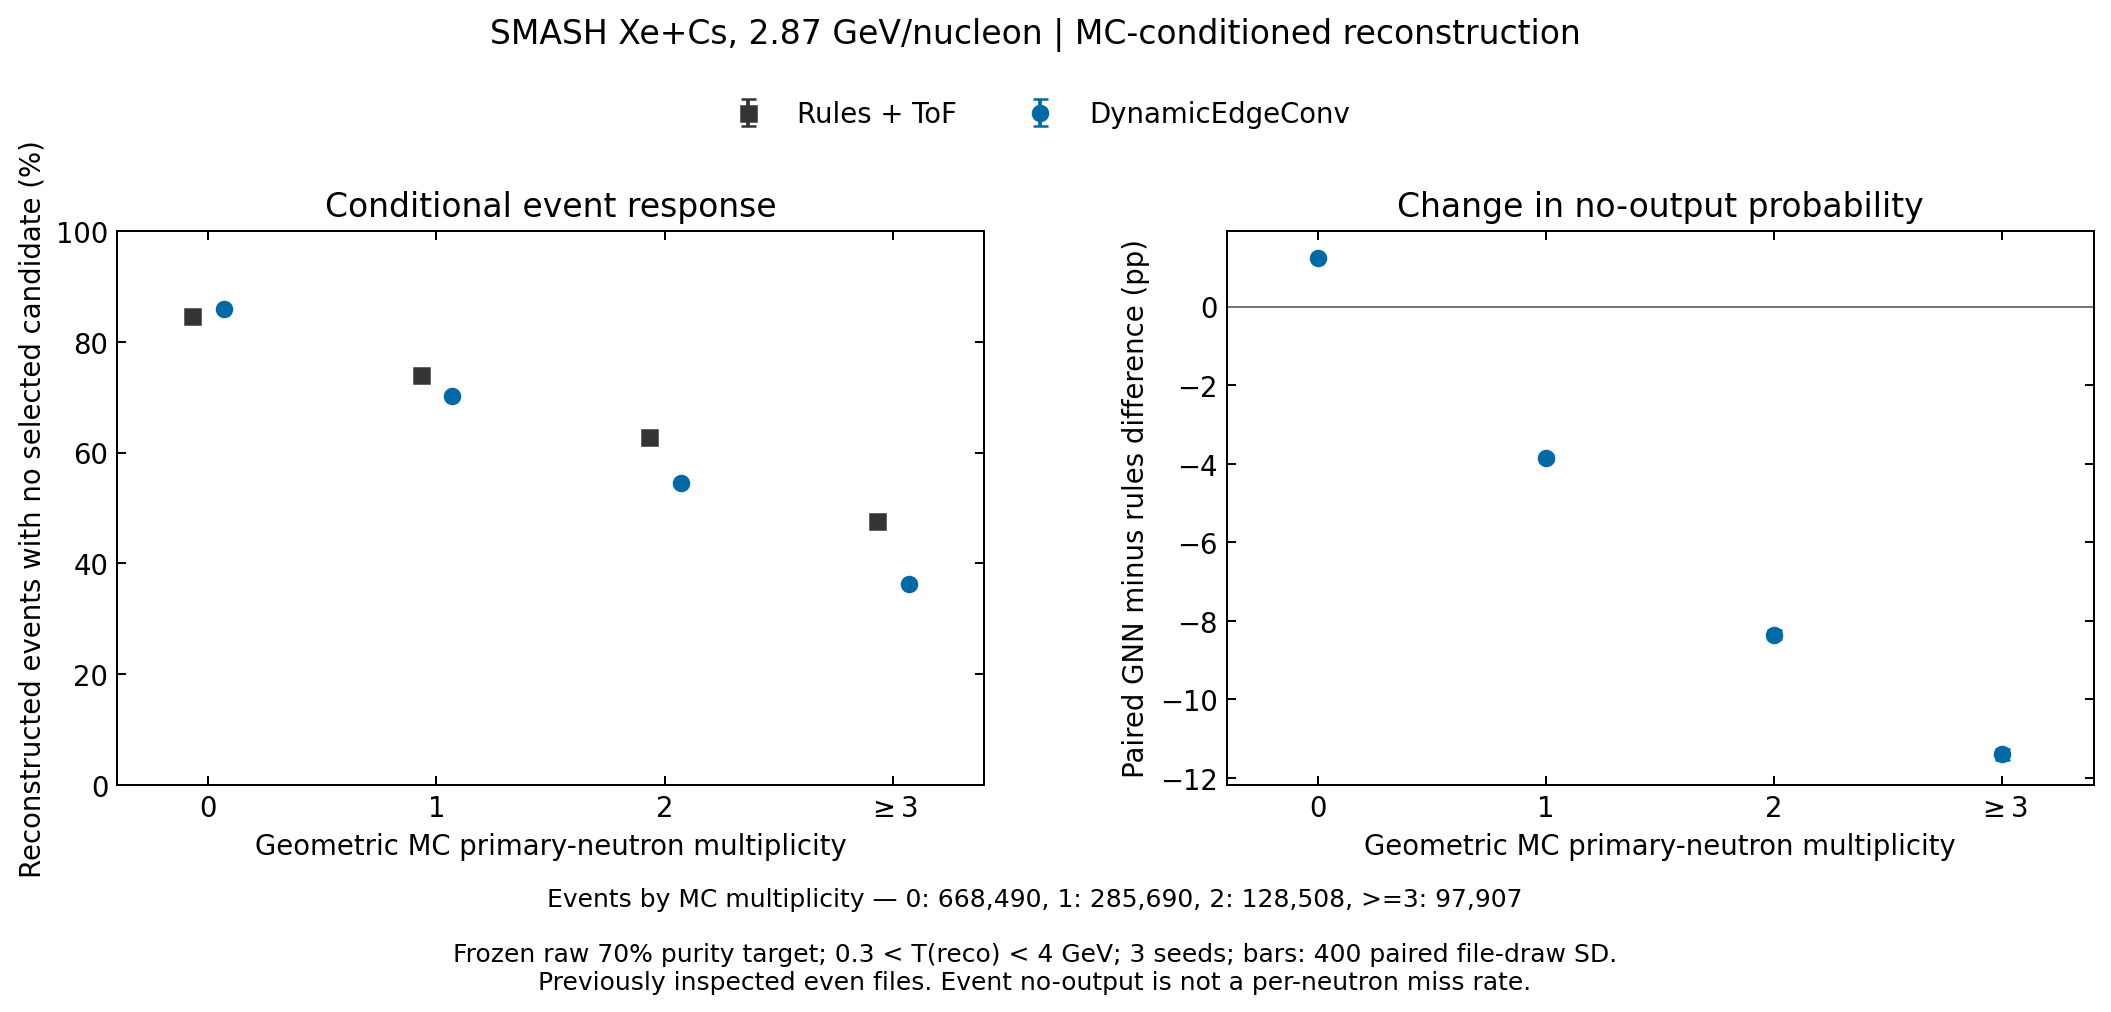 SMASH Xe+Cs, 2.87 GeV/nucleon | MC-conditioned reconstruction
Rules + ToF
DynamicEdgeConv
Conditional event response
Reconstructed events with no selected candidate (%)
100
80
60
40
20
0
0
1
2
≥ 3
Geometric MC primary-neutron multiplicity
Change in no-output probability
Paired GNN minus rules difference (pp)
0
−2
−4
−6
−8
−10
−12
0
1
2
≥ 3
Geometric MC primary-neutron multiplicity
Events by MC multiplicity — 0: 668,490, 1: 285,690, 2: 128,508, >=3: 97,907
Frozen raw 70% purity target; 0.3 < T(reco) < 4 GeV; 3 seeds; bars: 400 paired file-draw SD.
Previously inspected even files. Event no-output is not a per-neutron miss rate.